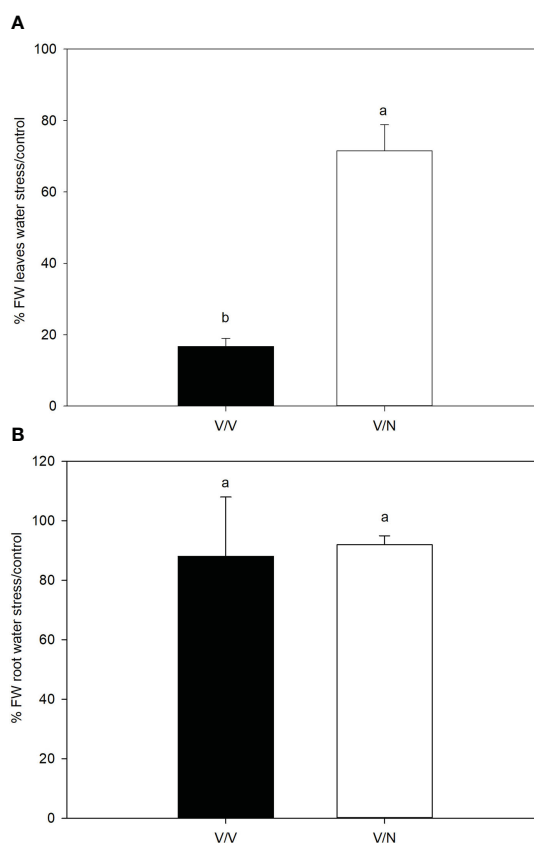 A
100
80
60
40
20
0
% FW leaves water stress/control
b
a
V/V V/N
B
120
100
80
60
40
20
0
% FW root water stress/control
a
a
V/V V/N